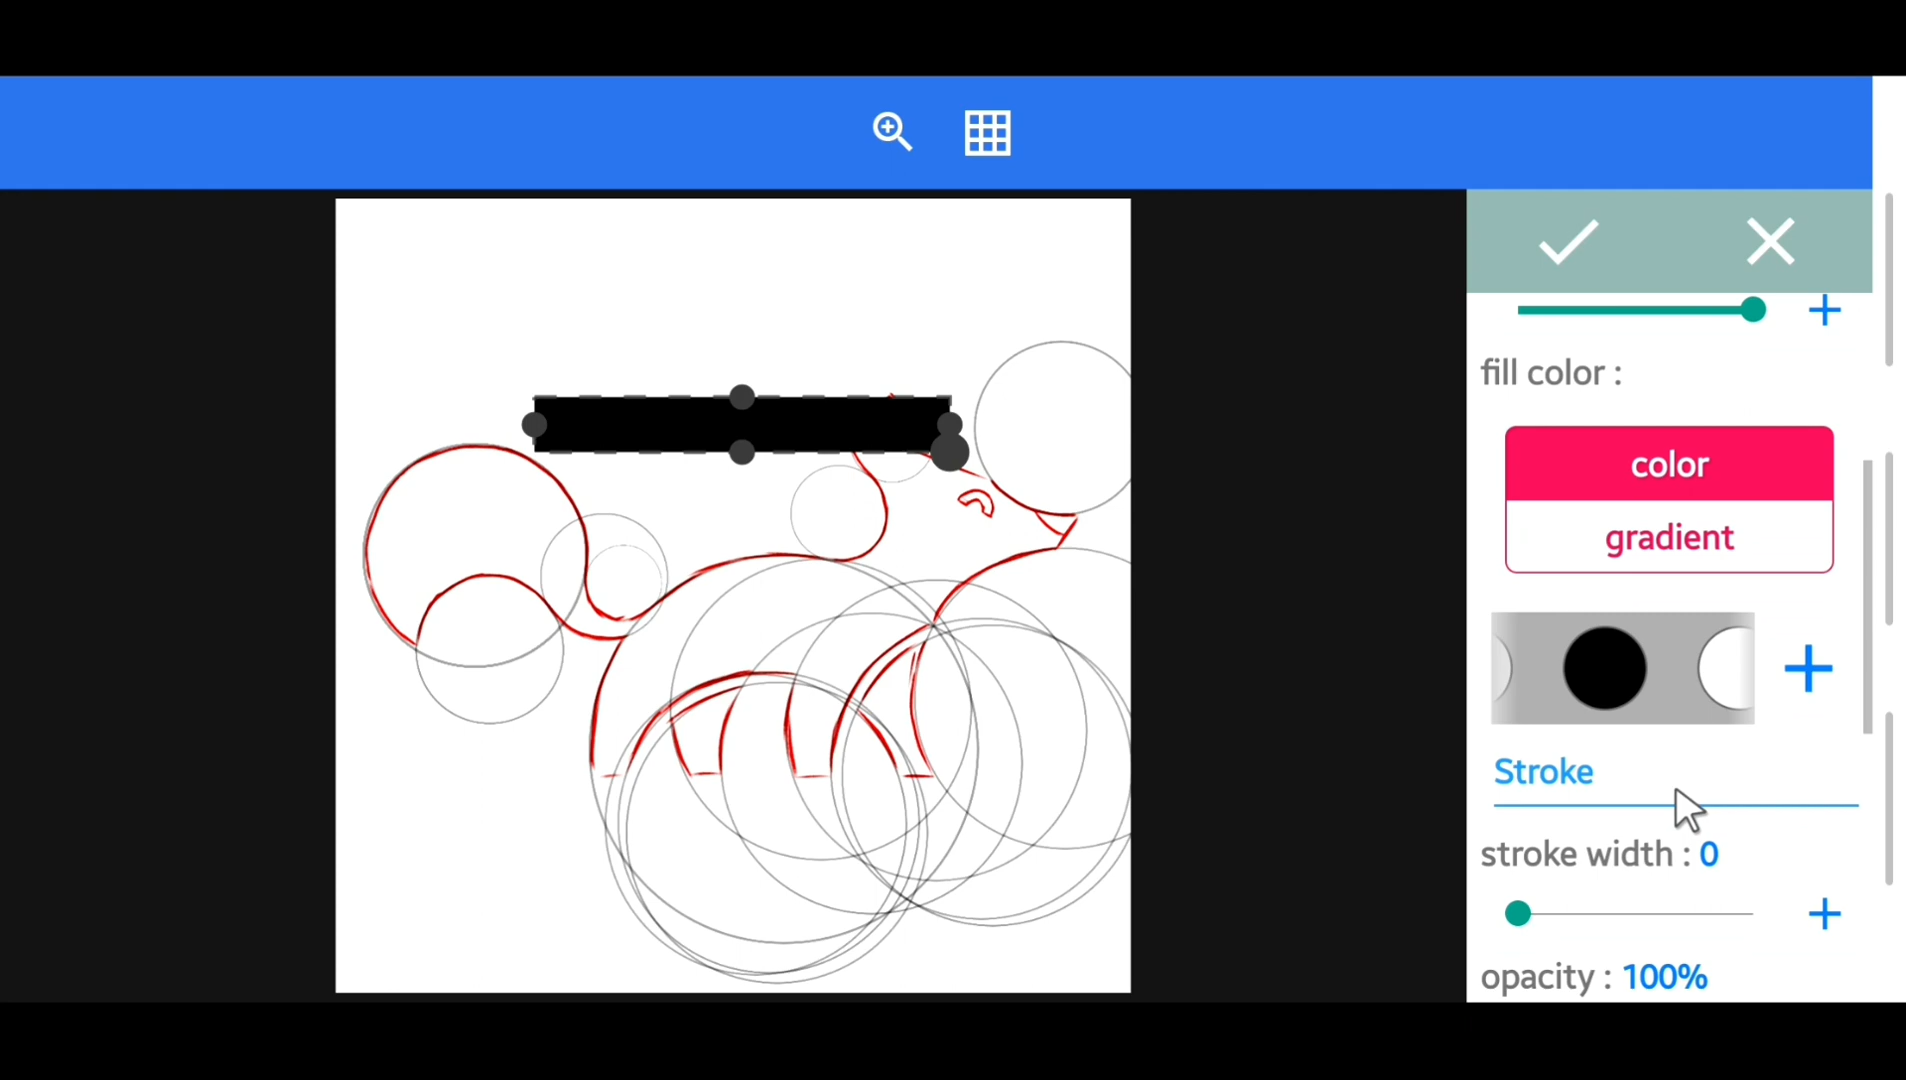 fill color :
color
gradient
Stroke
stroke width : 0
opacity : 100%